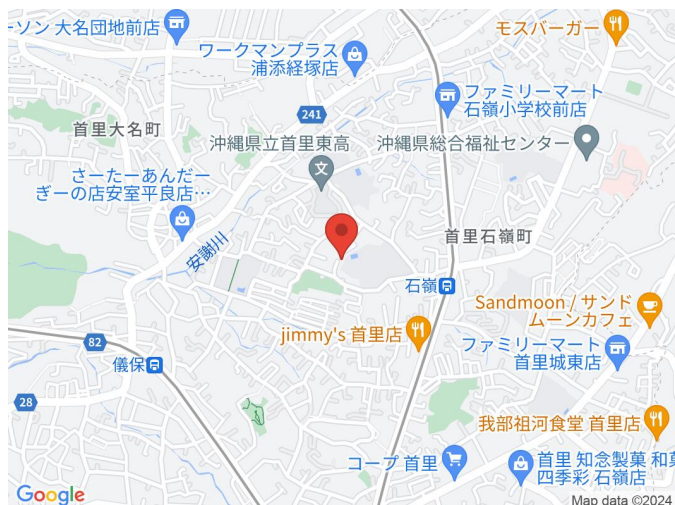 ーソン 大名団地前店
モスバーガー
ワークマンプラス
浦添経塚店
ファミリーマート
石嶺小学校前店
241
首里大名町
沖縄県立首里東高
沖縄県総合福祉センター
さーたーあんだー
ぎーの店安室平良店…
安謝川
首里石嶺町
石嶺
Sandmoon / サンド
ムーンカフェ
jimmy's 首里店
82
儀保
ファミリーマート
首里城東店
28
我部祖河食堂 首里店
コープ 首里
首里 知念製菓 和菓
四季彩 石嶺店
Google
Map data ©2024